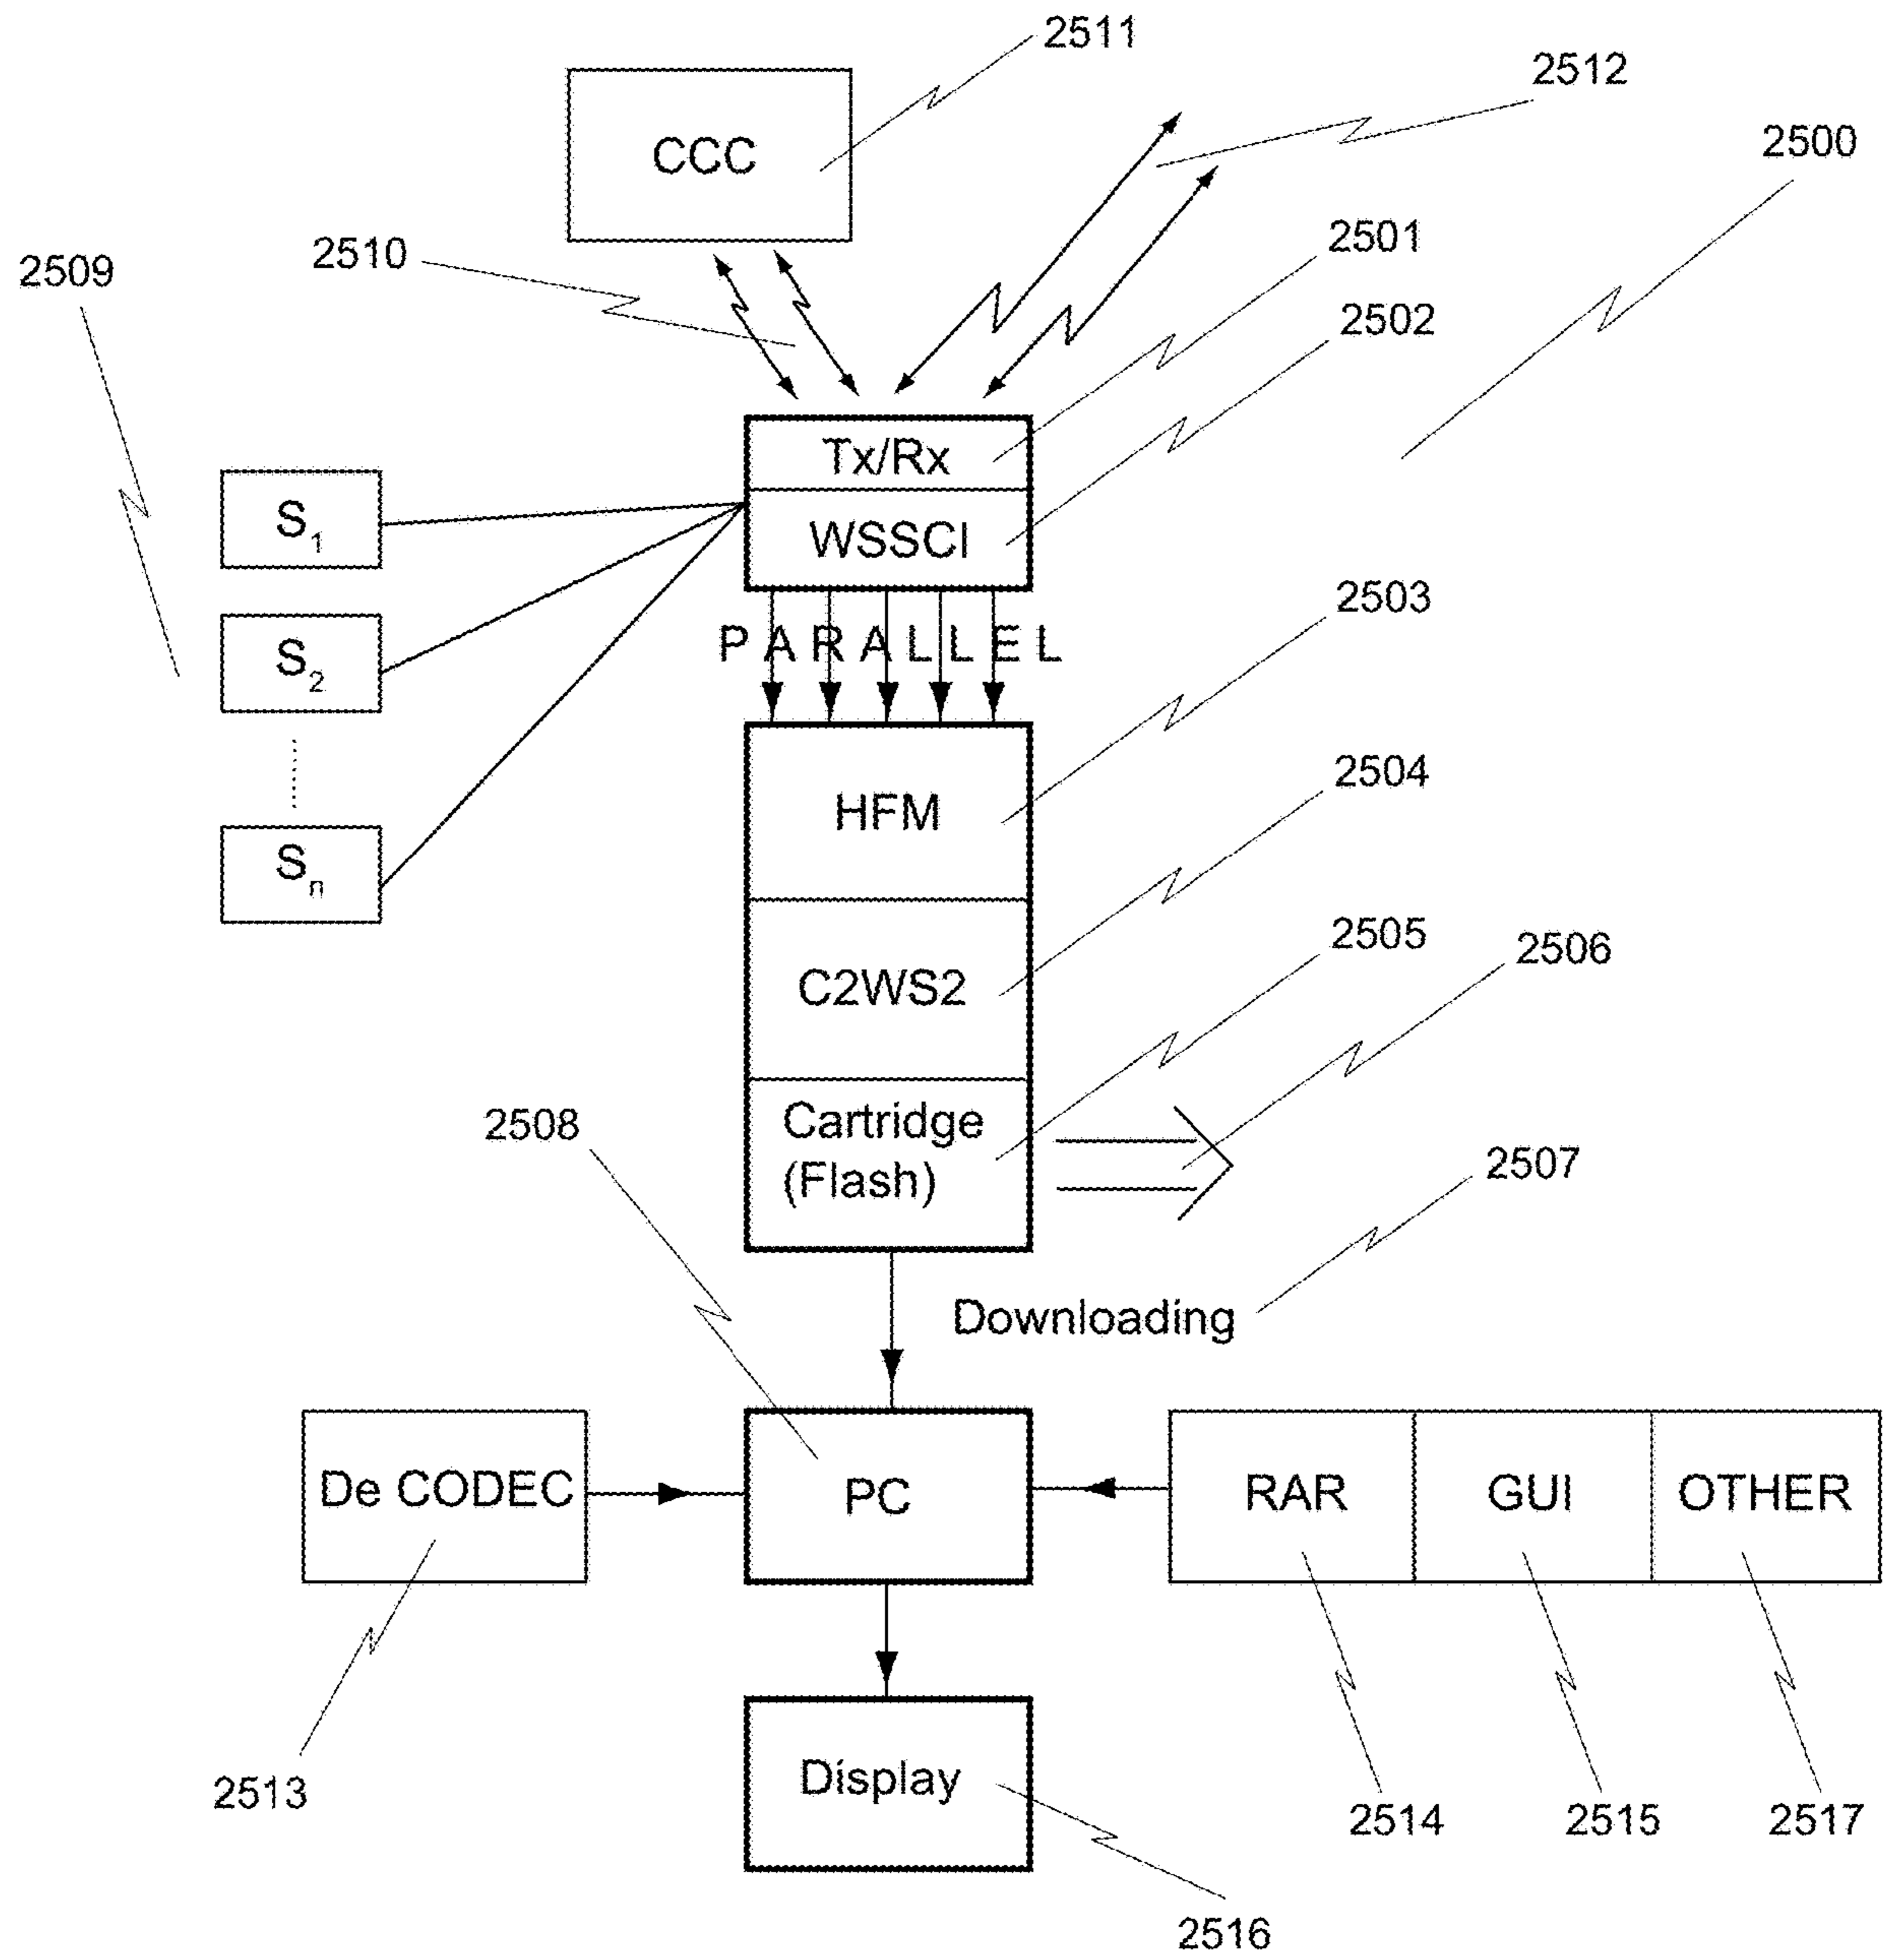 2511
2512
CCC
2500
2510
2501
2509
2502
Tx/Rx
S1
WSSCI
2503
PARALLEL
S2
2504
HFM
Sn
2505
2506
C2WS2
2508
Cartridge
(Flash)
2507
Downloading
De CODEC
PC
RAR
GUI
OTHER
2513
Display
2514
2515
2517
2516